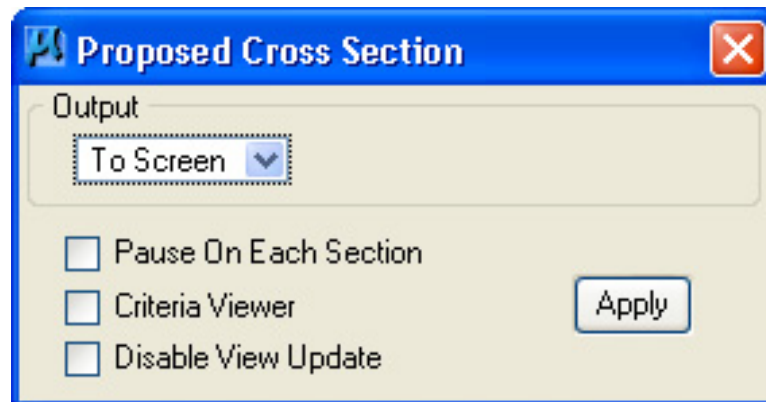 Proposed Cross Section
Output
To Screen
Pause On Each Section
Criteria Viewer
Apply
Disable View Update